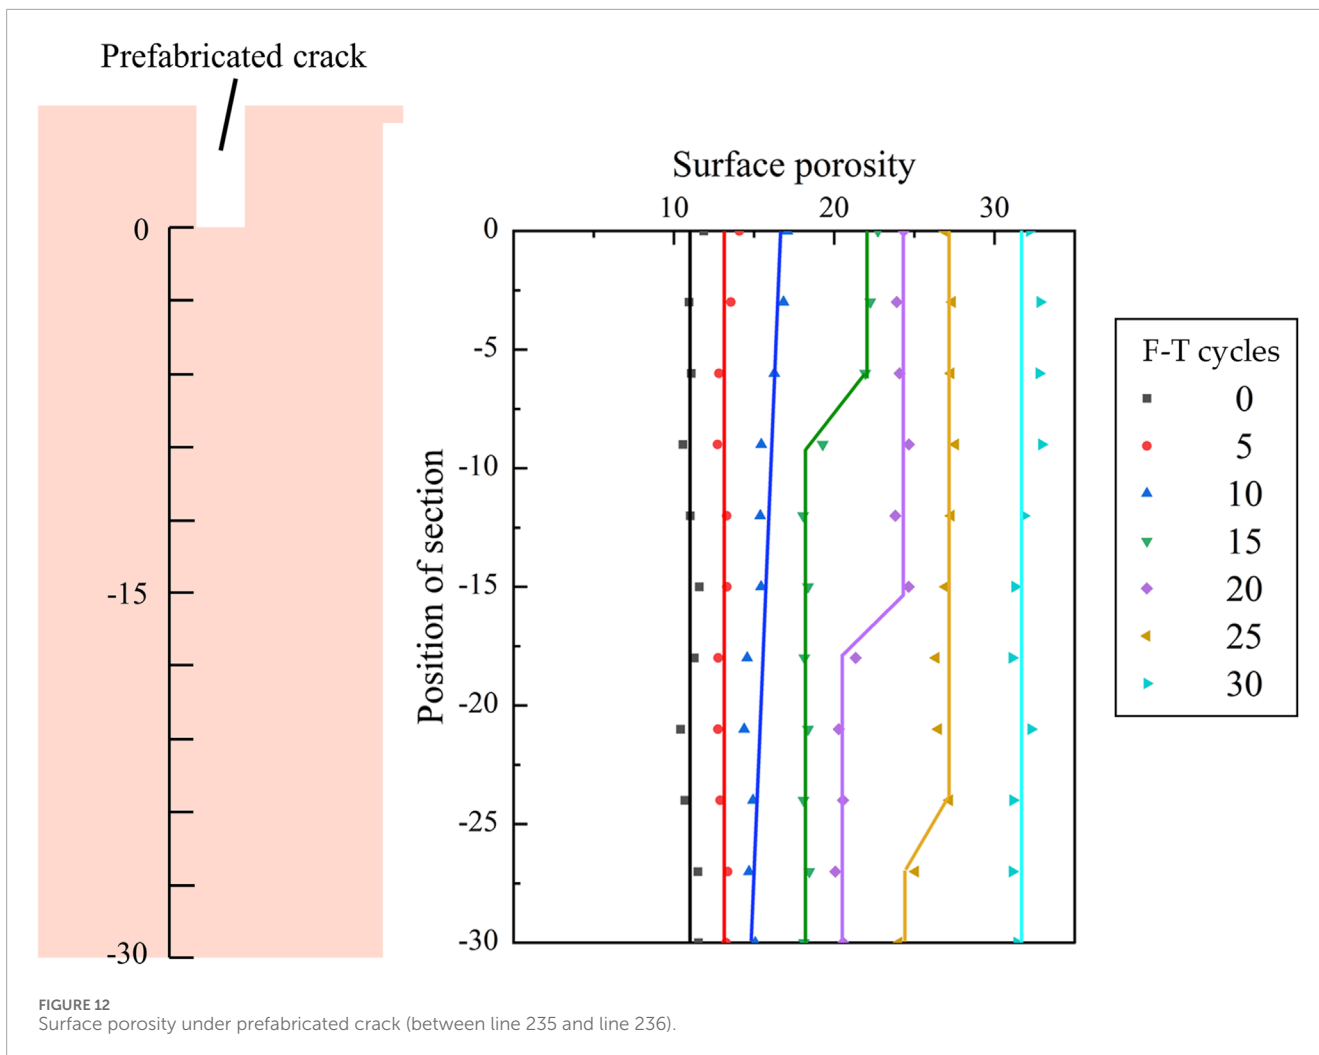 Prefabricated crack
0
-15
-30
Surface porosity
10 20 30
0
-5
-10
-15
-20
-25
-30
Position of section
F-T cycles
0
5
10
15
20
25
30
FIGURE 12
Surface porosity under prefabricated crack (between line 235 and line 236).